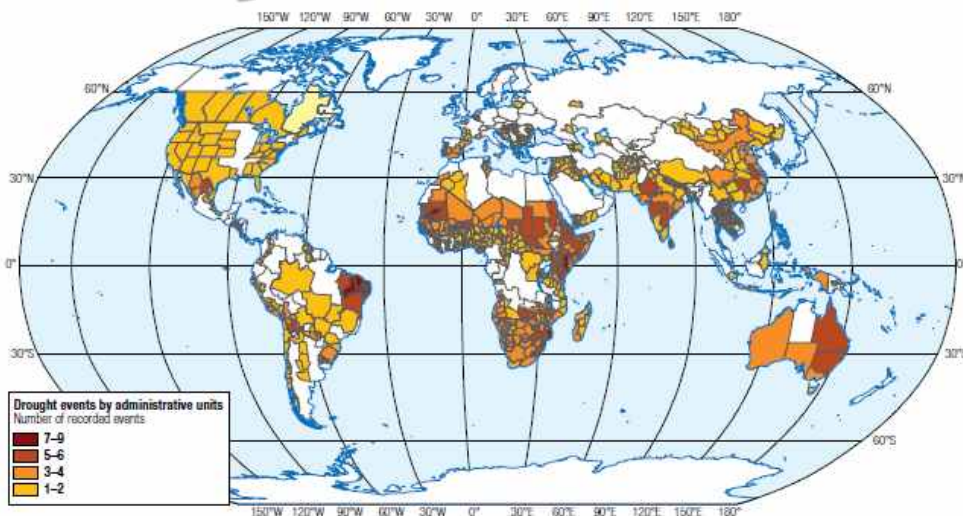 150°W 120°W 90°W 60°W 30°W 0° 30°E 60°E 90°E 120°E 150°E 180°
60°N 60°N
30°N 30°N
0° 0°
30°S 30°S
60°S
Drought events by administrative units
Number of recorded events
7–9
5–6
3–4
1–2
150°W 120°W 90°W 60°W 30°W 0° 30°E 60°E 90°E 120°E 150°E 180°